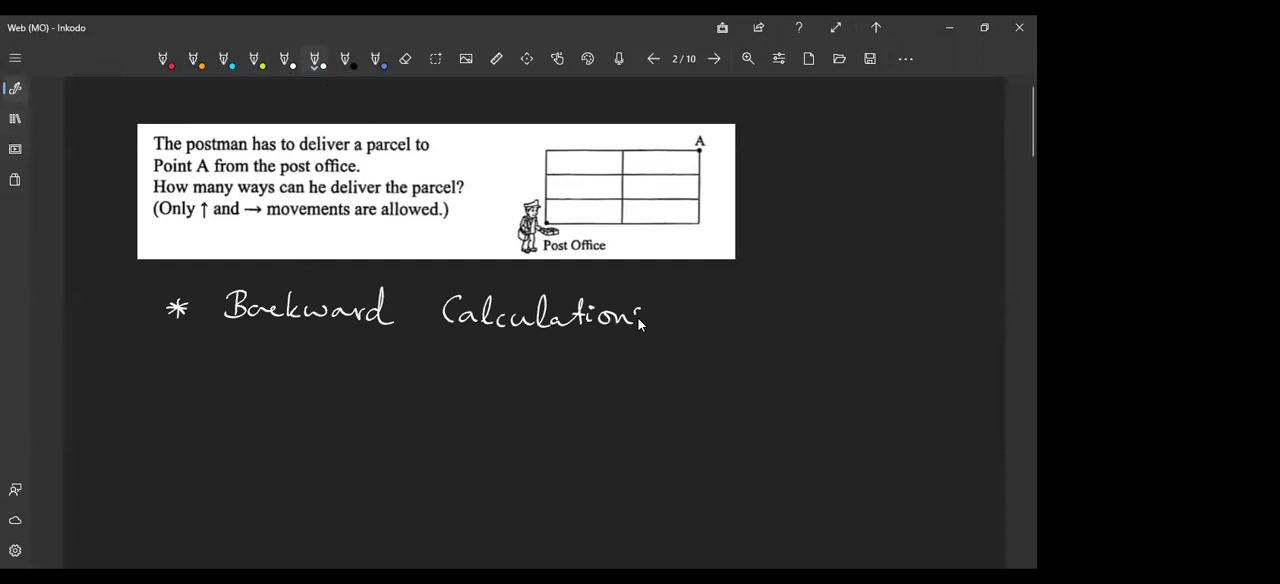 Web (MO) - Inkodo
2/10
The postman has to deliver a parcel to
Point A from the post office.
How many ways can he deliver the parcel?
(Only ↑ and → movements are allowed.)
A
Post Office
* Backward Calculations